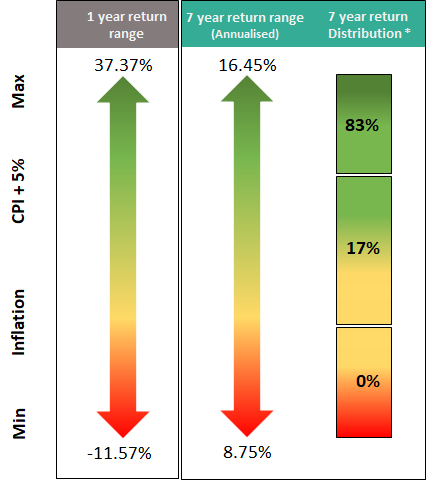 1 year return
range
7 year return range
(Annualised)
7 year return
Distribution *
Max
CPI + 5%
Inflation
Min
37.37%
-11.57%
16.45%
8.75%
83%
17%
0%